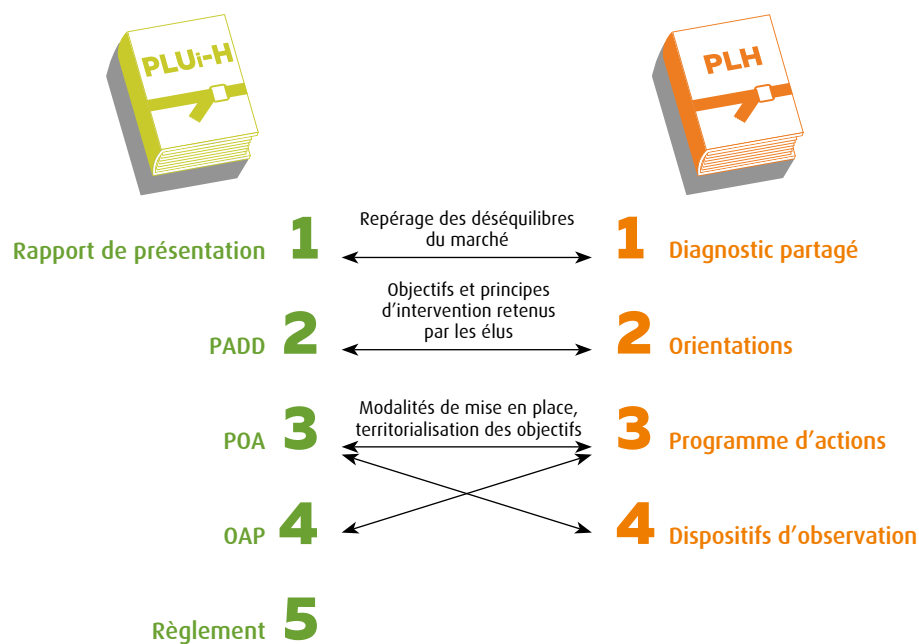 PLUi-H
PLH
Rapport de présentation 1
Repérage des déséquilibres
du marché
1 Diagnostic partagé
PADD 2
Objectifs et principes
d’intervention retenus
par les élus
2 Orientations
POA 3
Modalités de mise en place,
territorialisation des objectifs
3 Programme d’actions
OAP 4
4 Dispositifs d’observation
Règlement 5